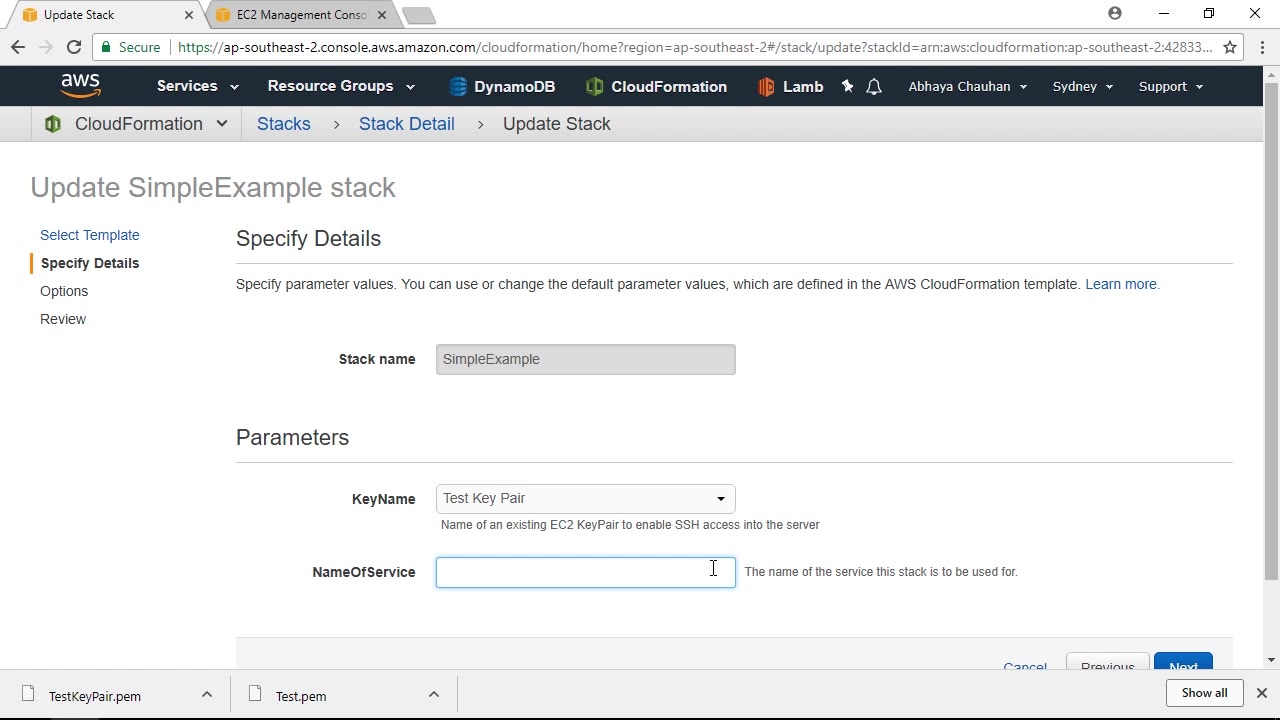 Update Stack
EC2 Management Conso
Secure
https://ap-southeast-2.console.aws.amazon.com/cloudformation/home?region=ap-southeast-2#/stack/update?stackId=arn:aws:cloudformation:ap-southeast-2:42833...
aws Services Resource Groups DynamoDB CloudFormation Lamb Abhaya Chauhan Sydney Support
CloudFormation Stacks > Stack Detail > Update Stack
Update SimpleExample stack
Select Template
Specify Details
Options
Review
Specify Details
Specify parameter values. You can use or change the default parameter values, which are defined in the AWS CloudFormation template. Learn more.
Stack name SimpleExample
Parameters
KeyName Test Key Pair
Name of an existing EC2 KeyPair to enable SSH access into the server
NameOfService The name of the service this stack is to be used for.
Cancel Previous Next
TestKeyPair.pem Test.pem Show all